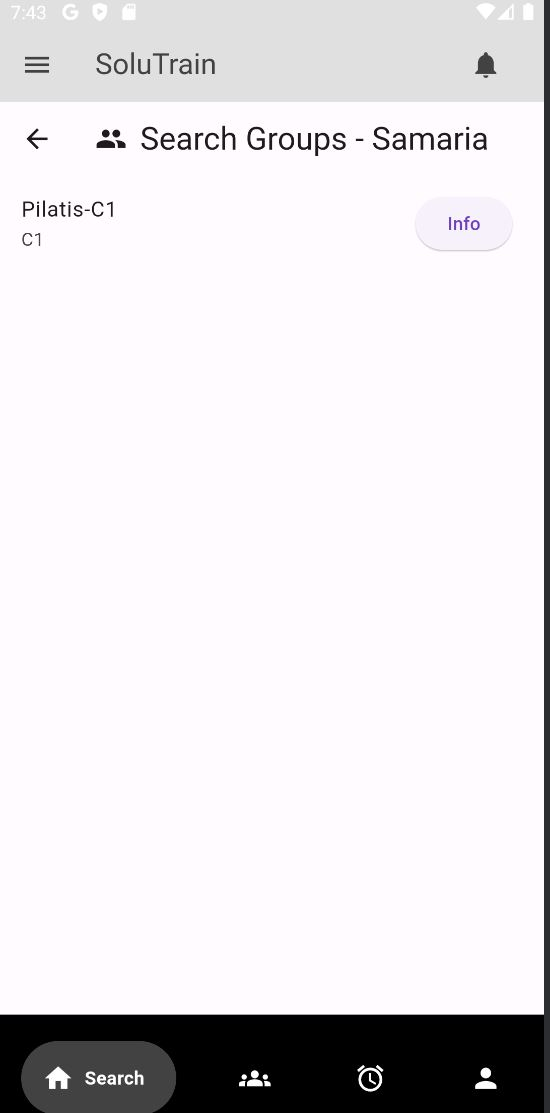 7:43
SoluTrain
Search Groups - Samaria
Pilatis-C1
C1
Info
Search